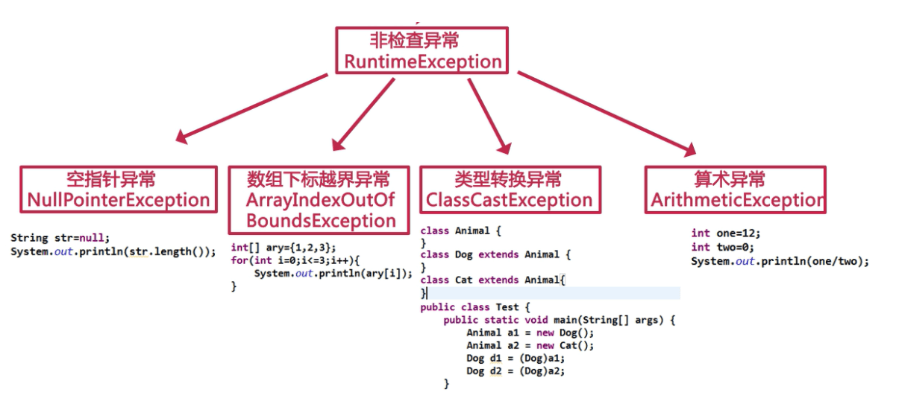 非检查异常
RuntimeException
空指针异常
NullPointerException
String str=null;
System.out.println(str.length());
数组下标越界异常
ArrayIndexOutOf
BoundsException
int[] ary={1,2,3};
for(int i=0;i<=3;i++){
System.out.println(ary[i]);
}
类型转换异常
ClassCastException
class Animal {
}
class Dog extends Animal {
}
class Cat extends Animal{
}
public class Test {
public static void main(String[] args) {
Animal a1 = new Dog();
Animal a2 = new Cat();
Dog d1 = (Dog)a1;
Dog d2 = (Dog)a2;
}
算术异常
ArithmeticException
int one=12;
int two=0;
System.out.println(one/two);